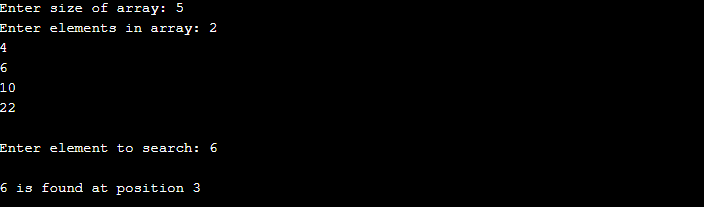 Enter size of array: 5
Enter elements in array: 2
4
6
10
22
Enter element to search: 6
6 is found at position 3